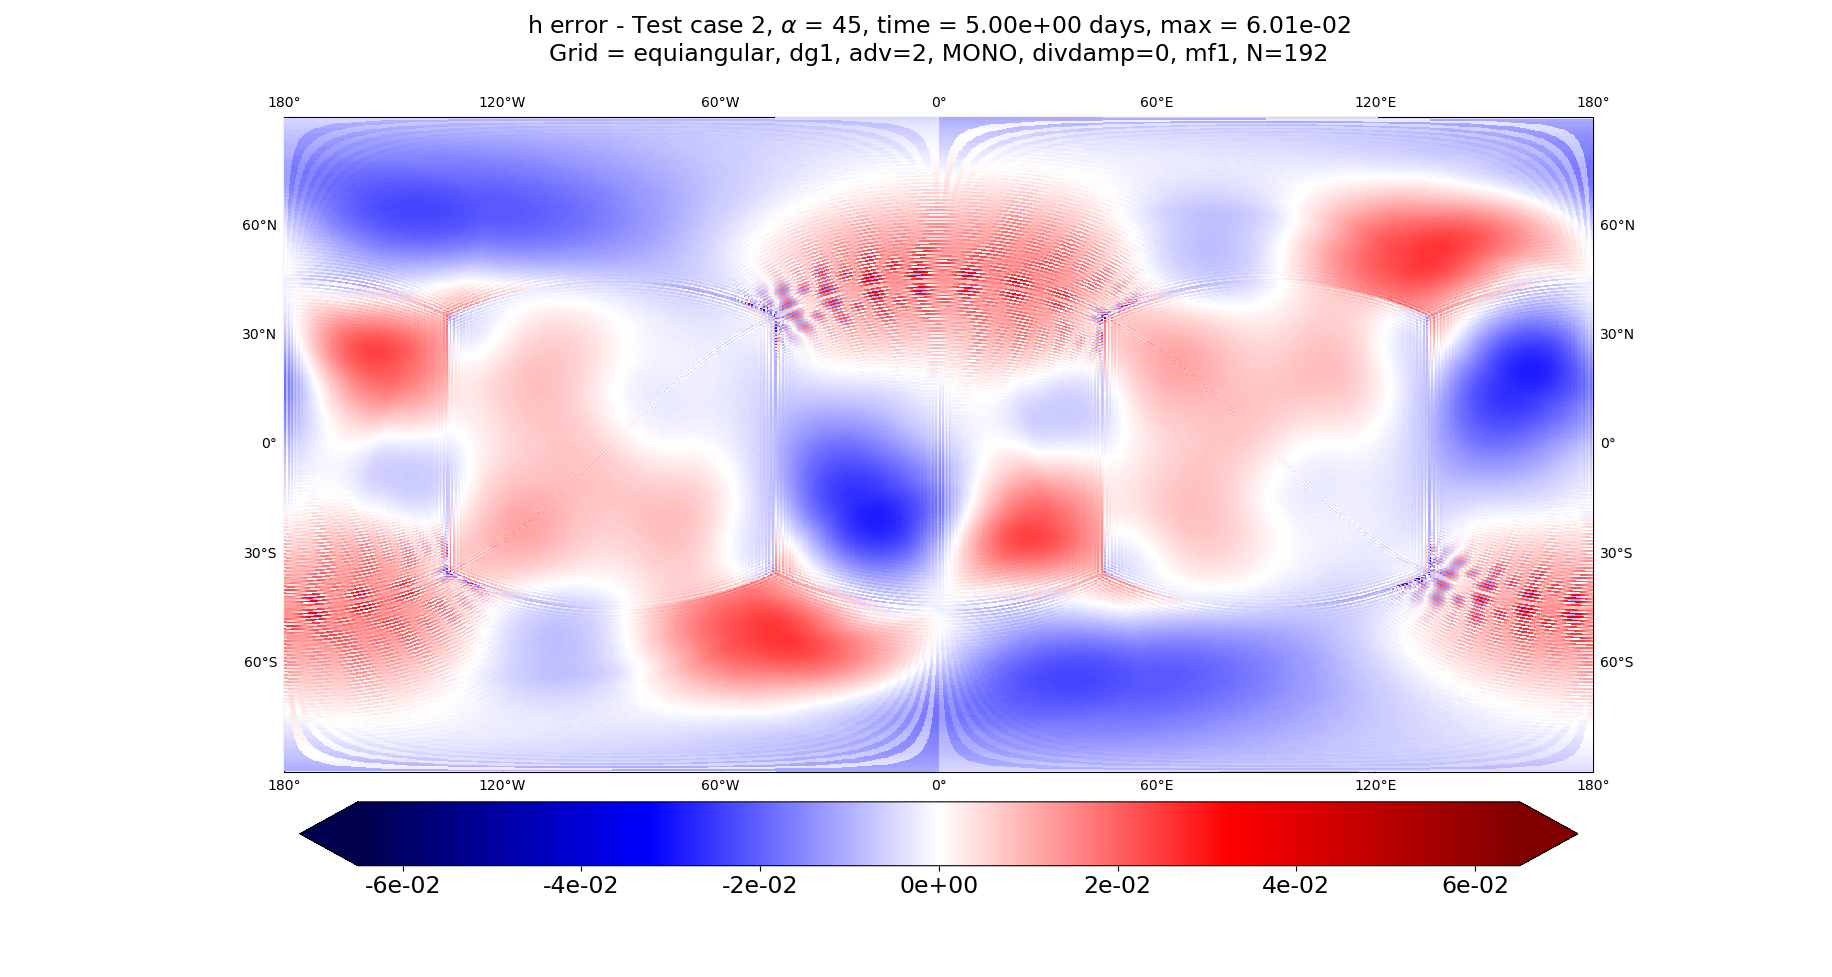 h error - Test case 2, α = 45, time = 5.00e+00 days, max = 6.01e-02
Grid = equiangular, dg1, adv=2, MONO, divdamp=0, mf1, N=192
180° 120°W 60°W 0° 60°E 120°E 180°
60°N 60°N
30°N 30°N
0° 0°
30°S 30°S
60°S 60°S
180° 120°W 60°W 0° 60°E 120°E 180°
-6e-02 -4e-02 -2e-02 0e+00 2e-02 4e-02 6e-02